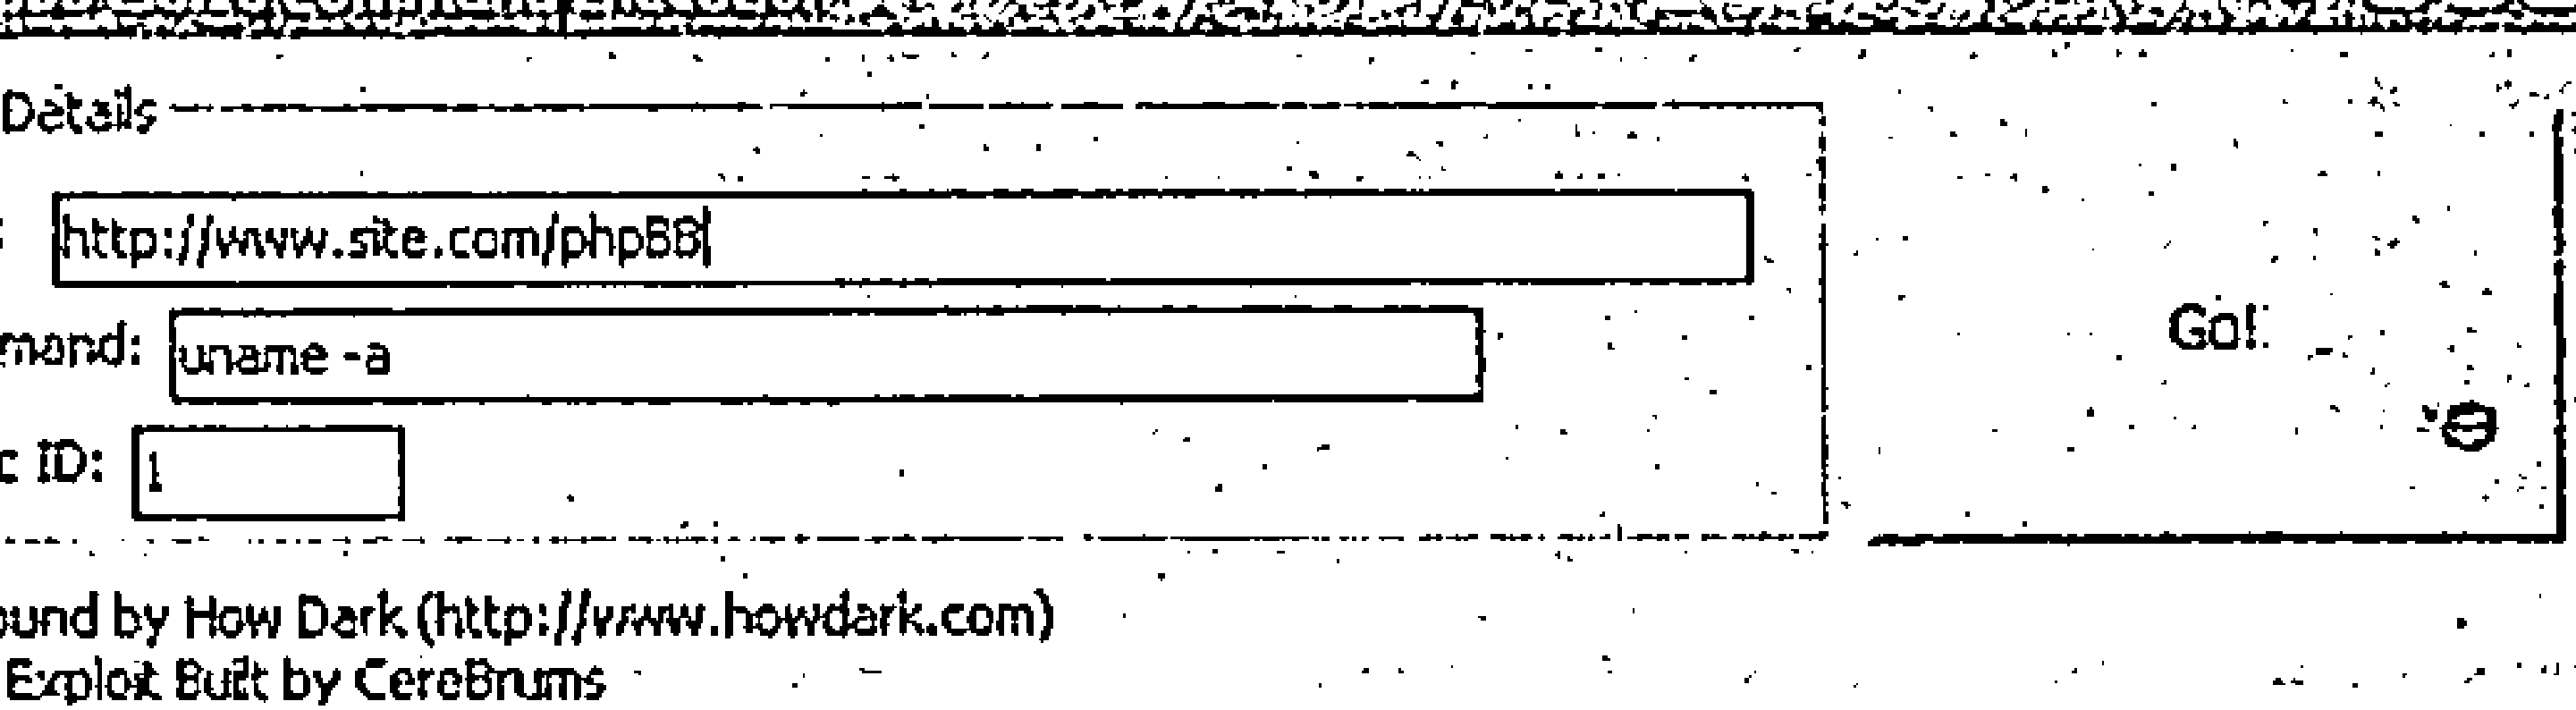 Details
http://www.site.com/phpBB
mand: uname -a
c ID: 1
Go!
ound by How Dark (http://www.howdark.com)
Exploit Built by CereBrums